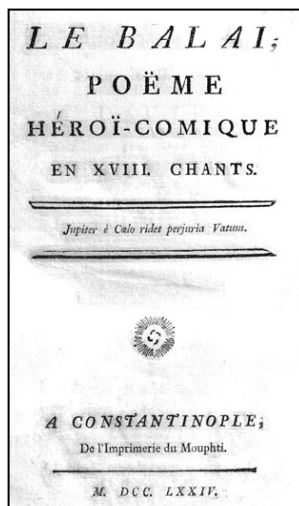 LE BALAI;
POËME
HÉROÏ-COMIQUE
EN XVIII. CHANTS.
Jupiter è Cœlo ridet perjuria Vatum.
A CONSTANTINOPLE;
De l'Imprimerie du Mouphti.
M. DCC. LXXIV.